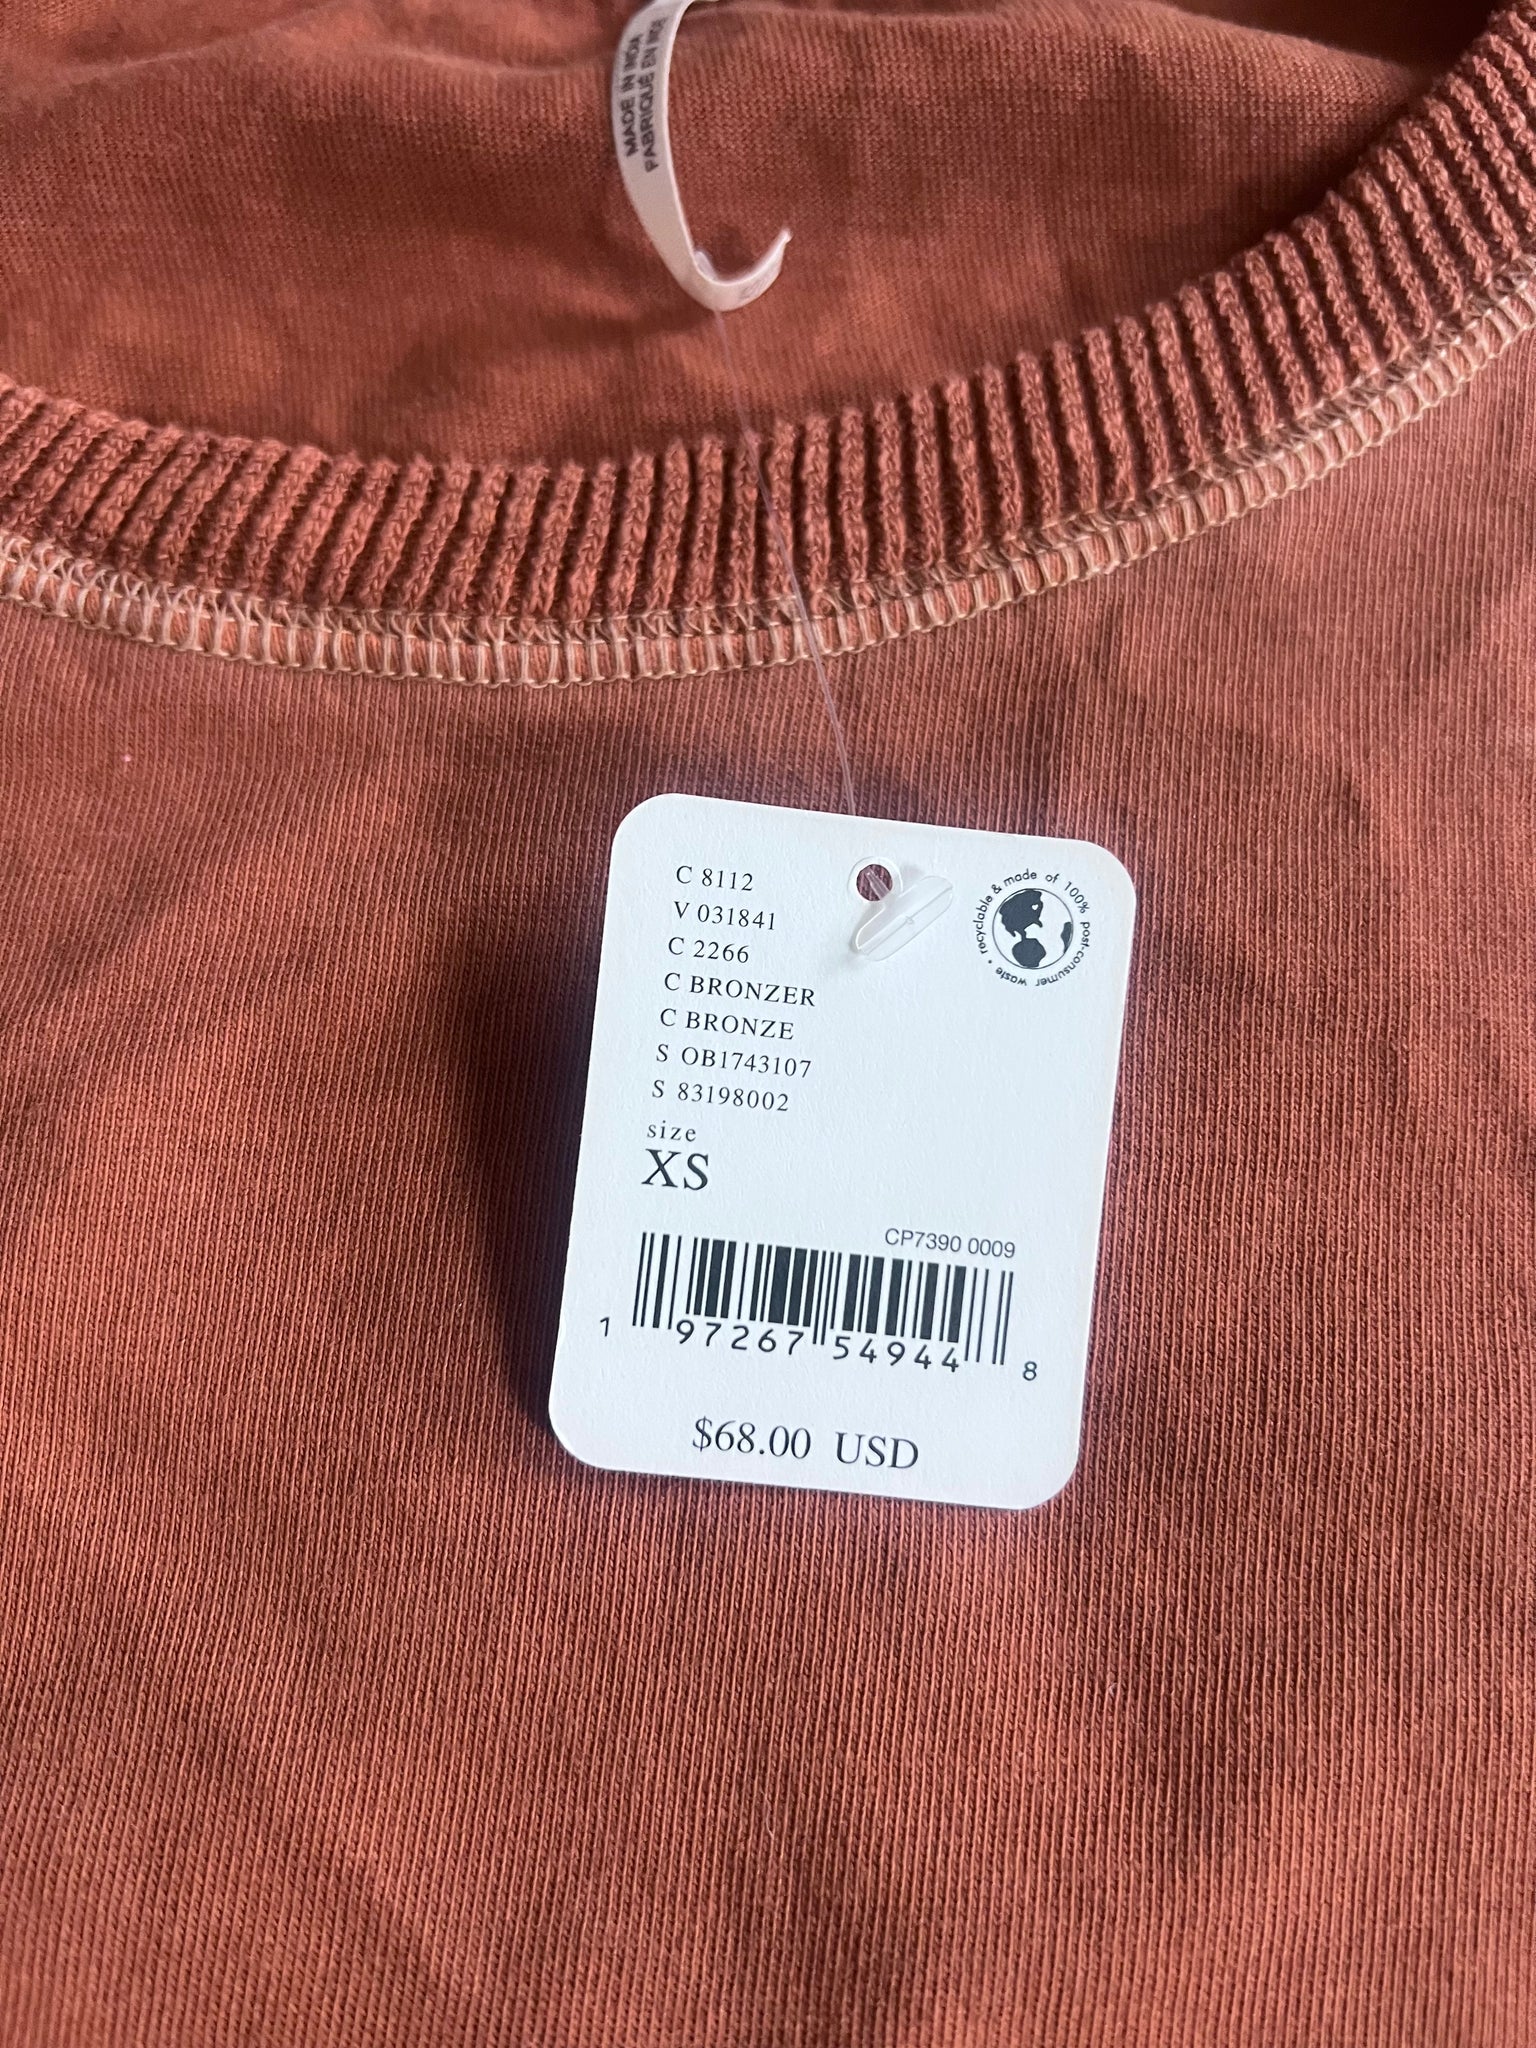 MADE IN INDIA
FABRIQUÉ EN INDE
C 8112
V 031841
C 2266
C BRONZER
C BRONZE
S OB1743107
S 83198002
size
XS
recyclable & made of 100% post-consumer waste •
CP7390 0009
1 97267 54944 8
$68.00 USD